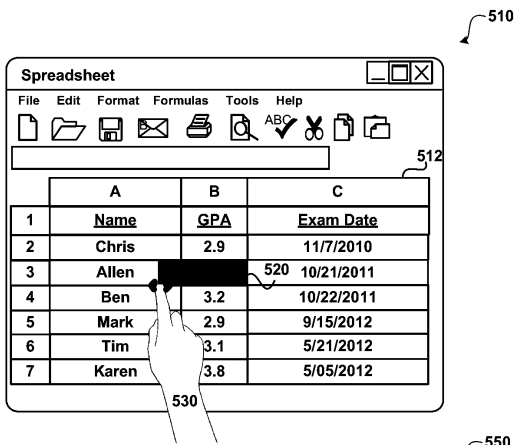 510
Spreadsheet
File Edit Format Formulas Tools Help
ABC
512
A B C
1 Name GPA Exam Date
2 Chris 2.9 11/7/2010
3 Allen 520 10/21/2011
4 Ben 3.2 10/22/2011
5 Mark 2.9 9/15/2012
6 Tim 3.1 5/21/2012
7 Karen 3.8 5/05/2012
530
550